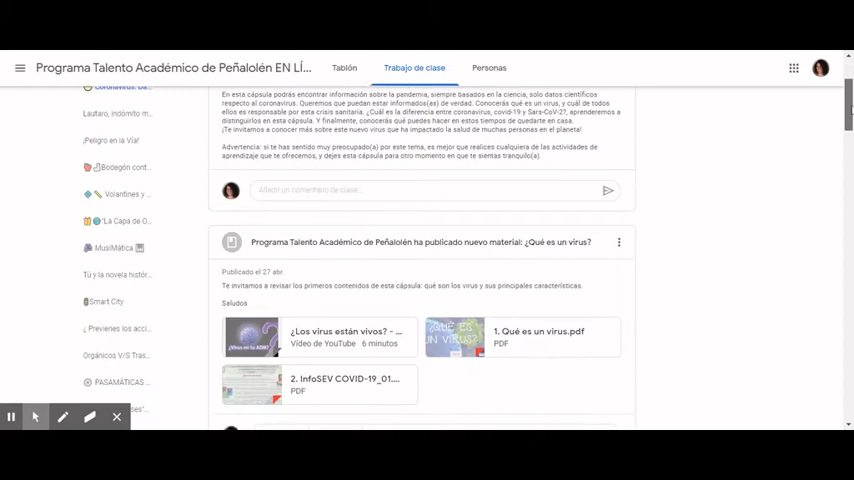 Programa Talento Académico de Peñalolén EN LÍ...
Tablón
Trabajo de clase
Personas
Coronavirus: Da...
Lautaro, indómito m...
¡Peligro en la Vía!
Bodegón cont...
Volantines y ...
"La Capa de O...
MusiMática
Tú y la novela histór...
Smart City
¿ Previenes los acci...
Orgánicos V/S Tras...
PASAMÁTICAS ...
En esta cápsula podrás encontrar información sobre la pandemia, siempre basados en la ciencia, solo datos científicos
respecto al coronavirus. Queremos que puedan estar informados(as) de verdad. Conocerás qué es un virus, y cuál de todos
ellos es responsable por esta crisis sanitaria. ¿Cuál es la diferencia entre coronavirus, covid-19 y Sars-CoV-2?, aprenderemos a
distinguirlos en esta cápsula. Y finalmente, conocerás qué puedes hacer en estos tiempos de quedarte en casa.
¡Te invitamos a conocer más sobre este nuevo virus que ha impactado la salud de muchas personas en el planeta!
Advertencia: si te has sentido muy preocupado(a) por este tema, es mejor que realices cualquiera de las actividades de
aprendizaje que te ofrecemos, y dejes esta cápsula para otro momento en que te sientas tranquilo(a).
Añadir un comentario de clase...
Programa Talento Académico de Peñalolén ha publicado nuevo material: ¿Qué es un virus?
Publicado el 27 abr.
Te invitamos a revisar los primeros contenidos de esta cápsula: qué son los virus y sus principales características.
Saludos
¿Los virus están vivos? - ...
Vídeo de YouTube 6 minutos
1. Qué es un virus.pdf
PDF
¿QUÉ ES
UN VIRUS?
2. InfoSEV COVID-19_01....
PDF